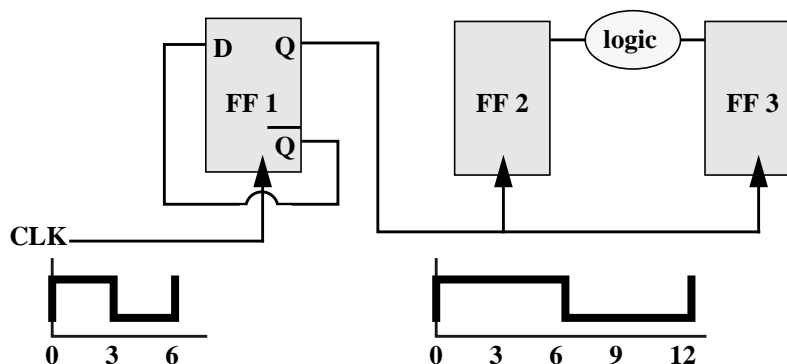 D Q
logic
FF 1
FF 2
FF 3
Q
CLK
0 3 6
0 3 6 9 12